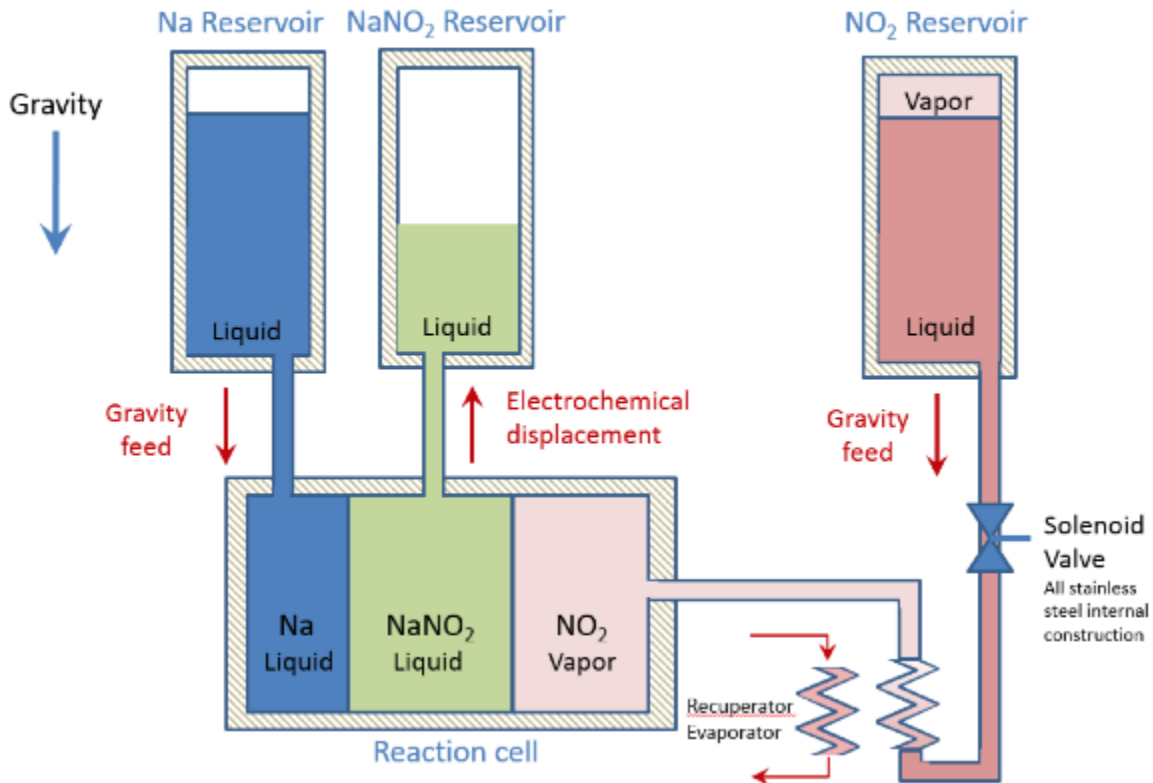 Na Reservoir
NaNO₂ Reservoir
NO₂ Reservoir
Gravity
Vapor
Liquid
Liquid
Liquid
Gravity
feed
Electrochemical
displacement
Gravity
feed
Solenoid
Valve
All stainless
steel internal
construction
Na
Liquid
NaNO₂
Liquid
NO₂
Vapor
Recuperator
Evaporator
Reaction cell